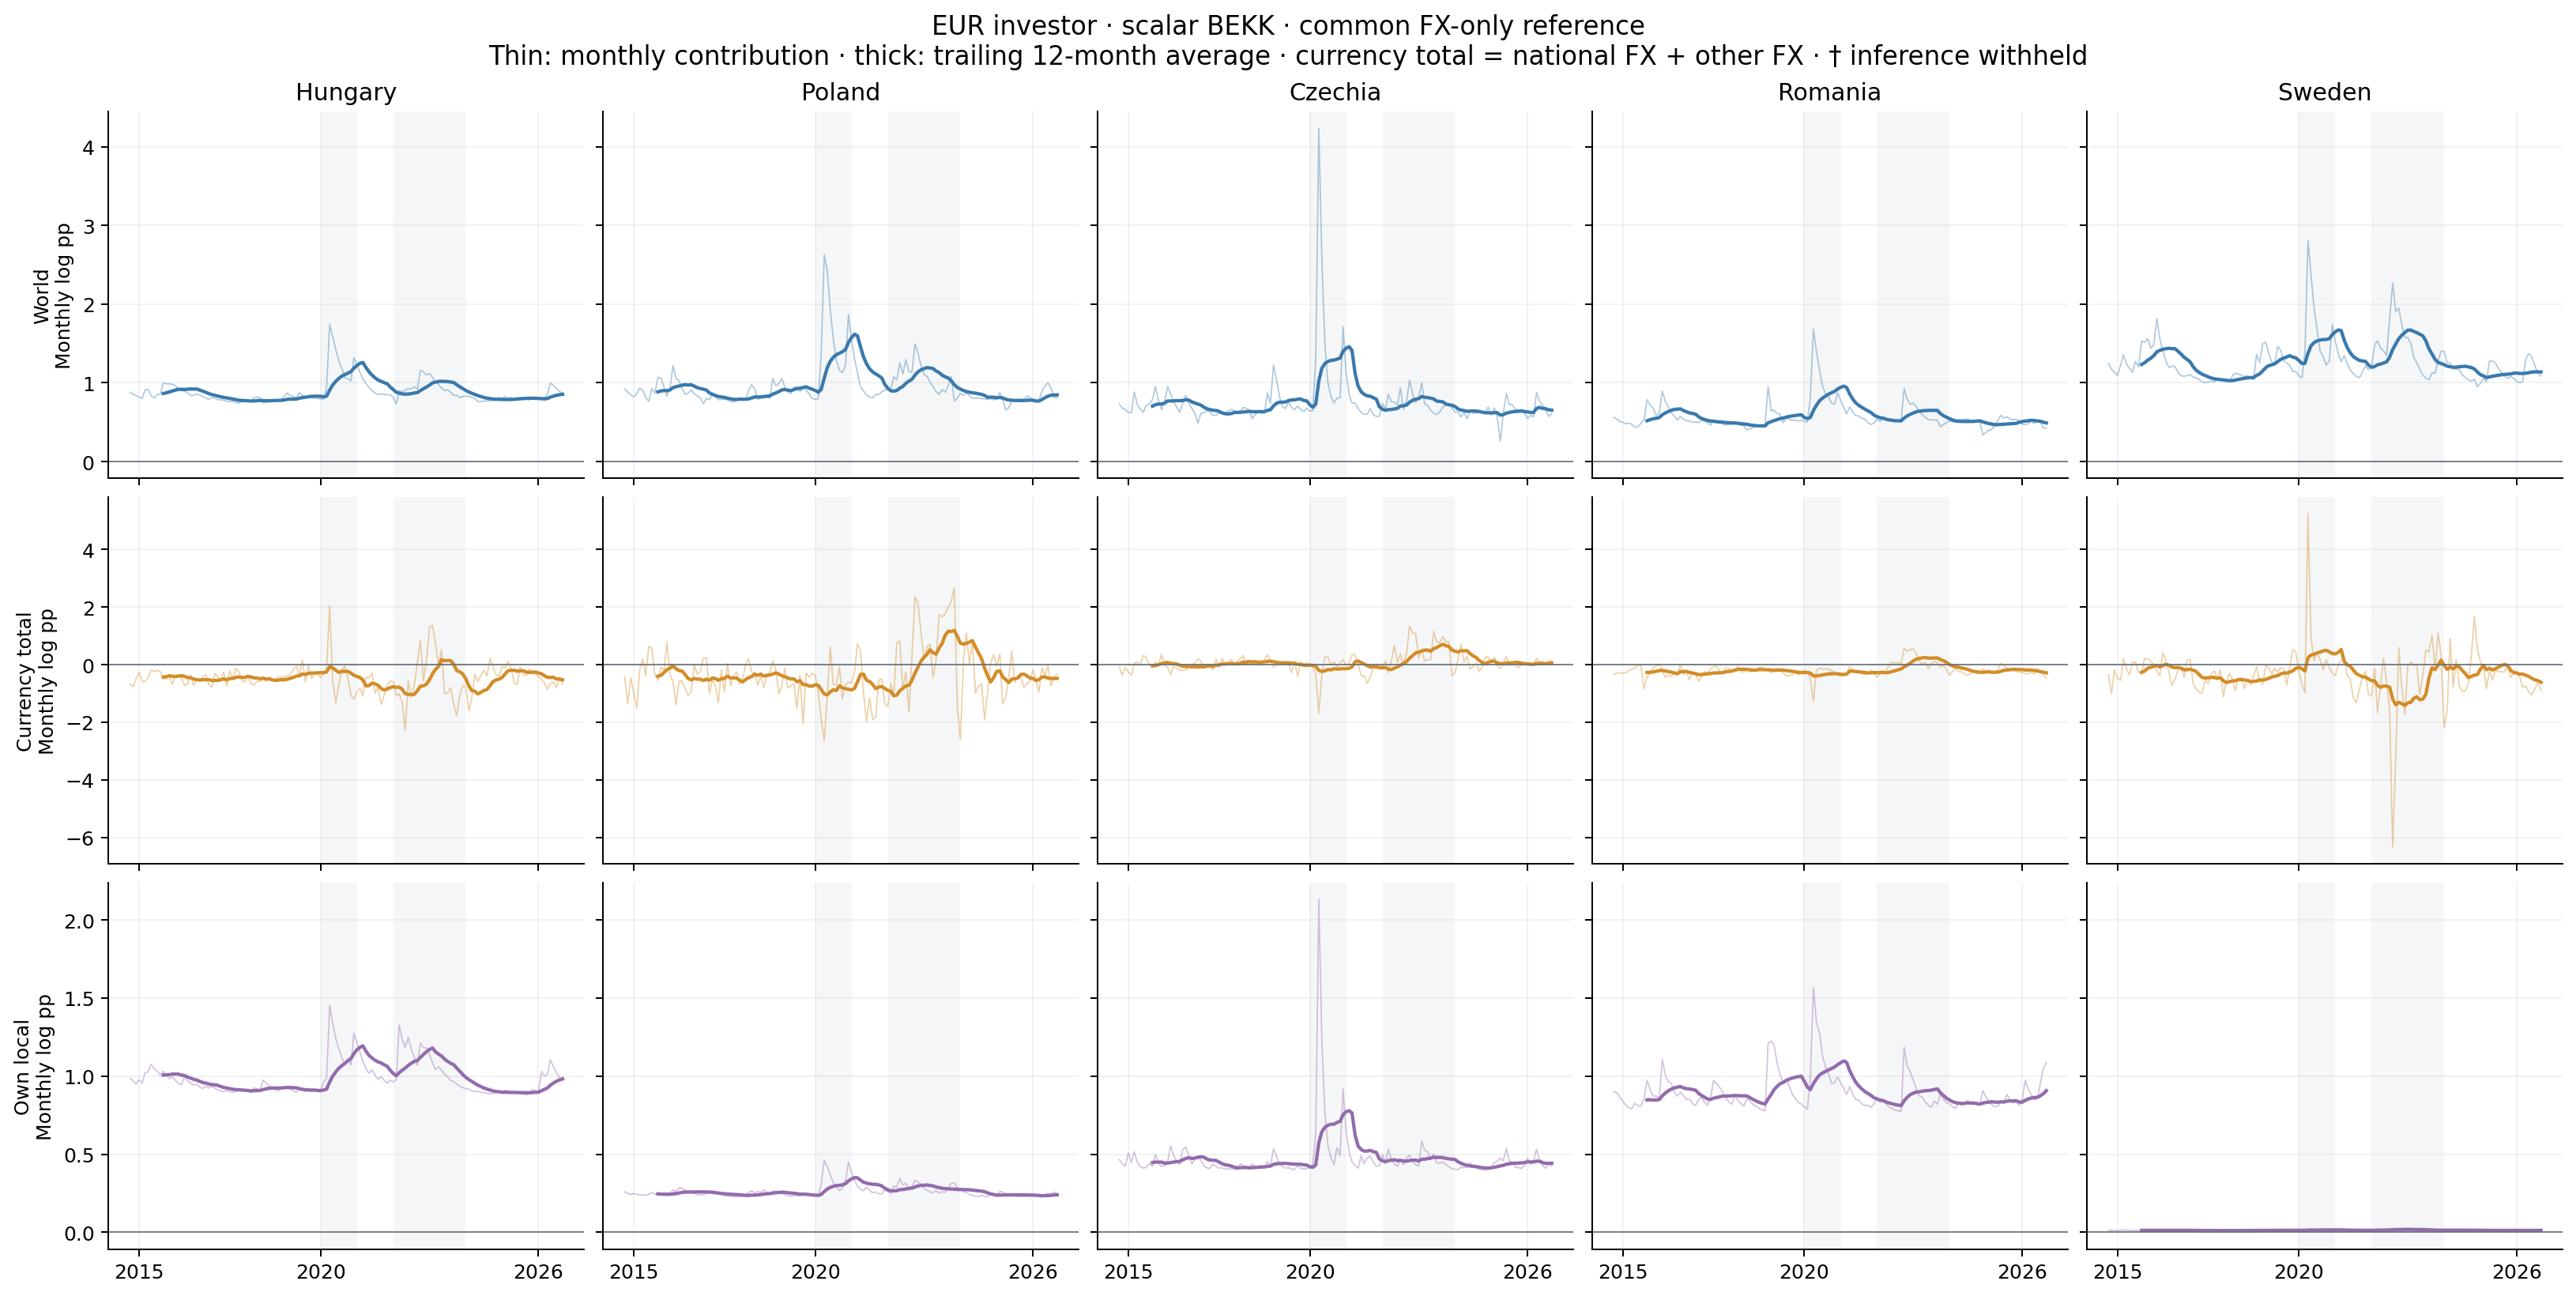 EUR investor · scalar BEKK · common FX-only reference
Thin: monthly contribution · thick: trailing 12-month average · currency total = national FX + other FX · † inference withheld
Hungary
Poland
Czechia
Romania
Sweden
World
Monthly log pp
4
3
2
1
0
Currency total
Monthly log pp
4
2
0
−2
−4
−6
Own local
Monthly log pp
2.0
1.5
1.0
0.5
0.0
2015 2020 2026
2015 2020 2026
2015 2020 2026
2015 2020 2026
2015 2020 2026